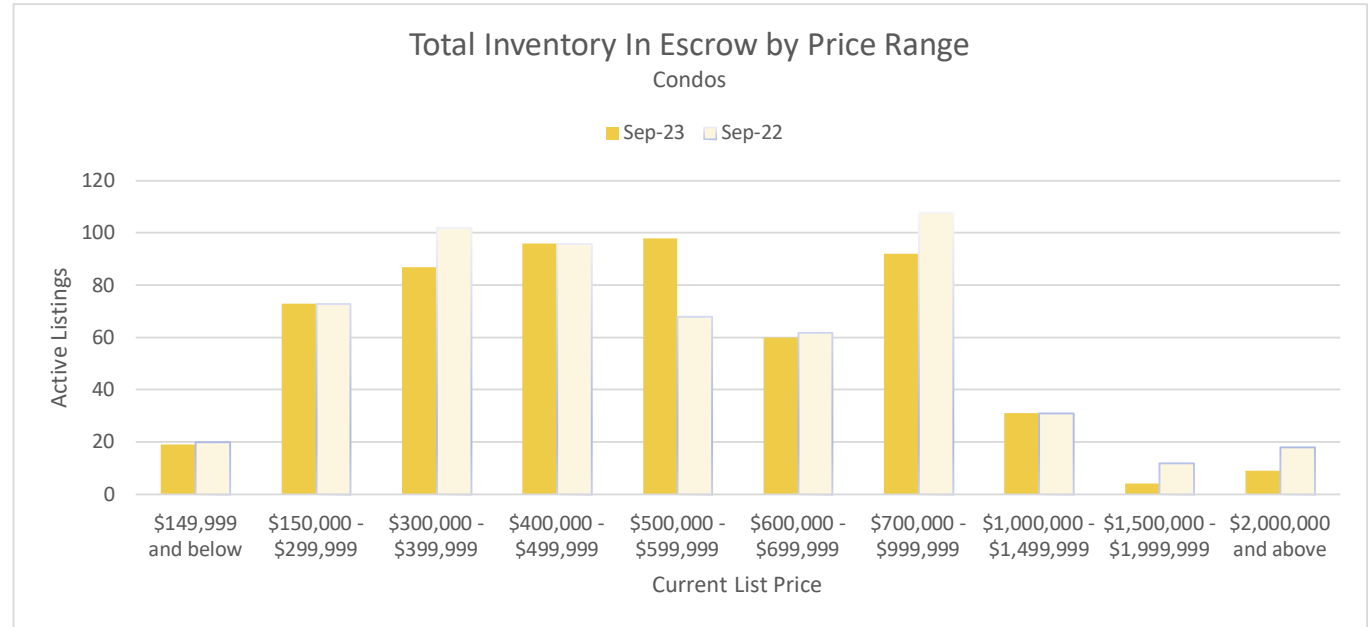 Total Inventory In Escrow by Price Range
Condos
Sep-23 Sep-22
Active Listings
120
100
80
60
40
20
0
$149,999 $150,000 - $300,000 - $400,000 - $500,000 - $600,000 - $700,000 - $1,000,000 - $1,500,000 - $2,000,000
and below $299,999 $399,999 $499,999 $599,999 $699,999 $999,999 $1,499,999 $1,999,999 and above
Current List Price